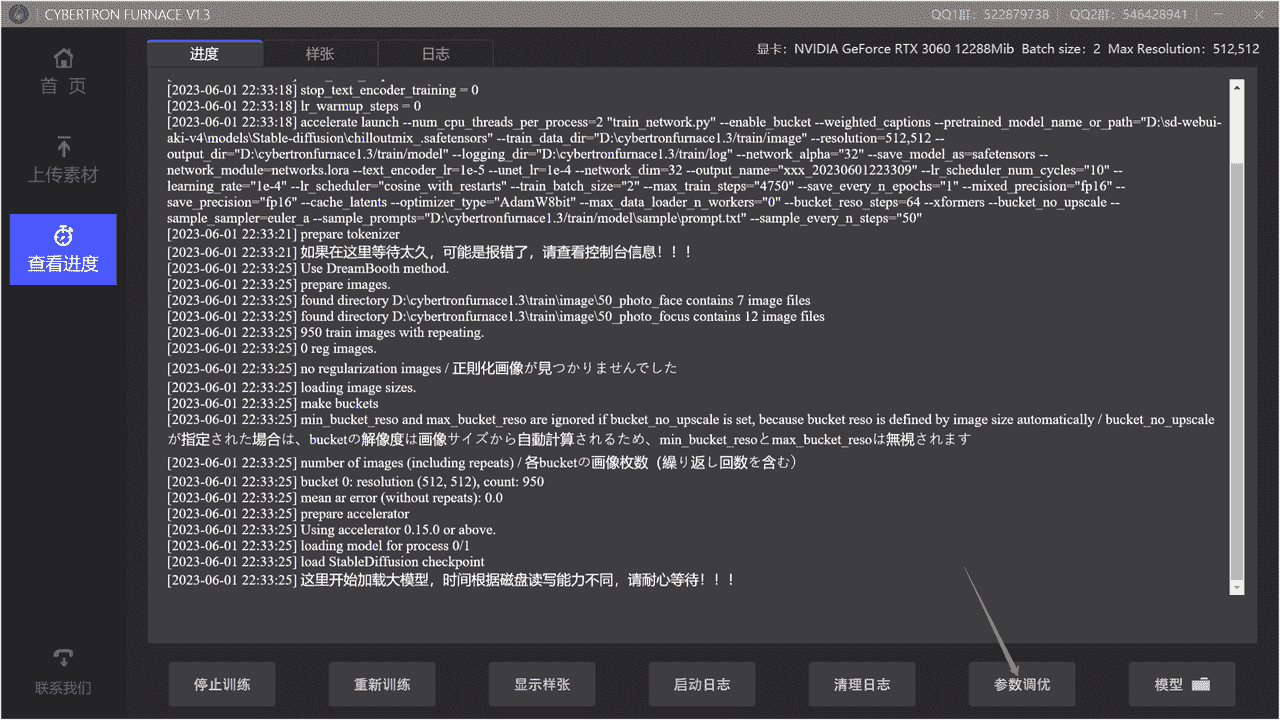 CYBERTRON FURNACE V1.3
QQ1群：522879738 | QQ2群：546428941
首 页
上传素材
查看进度
联系我们
进度 样张 日志
显卡：NVIDIA GeForce RTX 3060 12288Mib Batch size：2 Max Resolution：512,512
[2023-06-01 22:33:18] stop_text_encoder_training = 0
[2023-06-01 22:33:18] lr_warmup_steps = 0
[2023-06-01 22:33:18] accelerate launch --num_cpu_threads_per_process=2 "train_network.py" --enable_bucket --weighted_captions --pretrained_model_name_or_path="D:\sd-webui-
aki-v4\models\Stable-diffusion\chilloutmix_.safetensors" --train_data_dir="D:\cybertronfurnace1.3/train/image" --resolution=512,512 --
output_dir="D:\cybertronfurnace1.3/train/model" --logging_dir="D:\cybertronfurnace1.3/train/log" --network_alpha="32" --save_model_as=safetensors --
network_module=networks.lora --text_encoder_lr=1e-5 --unet_lr=1e-4 --network_dim=32 --output_name="xxx_20230601223309" --lr_scheduler_num_cycles="10" --
learning_rate="1e-4" --lr_scheduler="cosine_with_restarts" --train_batch_size="2" --max_train_steps="4750" --save_every_n_epochs="1" --mixed_precision="fp16" --
save_precision="fp16" --cache_latents --optimizer_type="AdamW8bit" --max_data_loader_n_workers="0" --bucket_reso_steps=64 --xformers --bucket_no_upscale --
sample_sampler=euler_a --sample_prompts="D:\cybertronfurnace1.3/train/model\sample\prompt.txt" --sample_every_n_steps="50"
[2023-06-01 22:33:21] prepare tokenizer
[2023-06-01 22:33:21] 如果在这里等待太久，可能是报错了，请查看控制台信息！！！
[2023-06-01 22:33:25] Use DreamBooth method.
[2023-06-01 22:33:25] prepare images.
[2023-06-01 22:33:25] found directory D:\cybertronfurnace1.3\train\image\50_photo_face contains 7 image files
[2023-06-01 22:33:25] found directory D:\cybertronfurnace1.3\train\image\50_photo_focus contains 12 image files
[2023-06-01 22:33:25] 950 train images with repeating.
[2023-06-01 22:33:25] 0 reg images.
[2023-06-01 22:33:25] no regularization images / 正則化画像が見つかりませんでした
[2023-06-01 22:33:25] loading image sizes.
[2023-06-01 22:33:25] make buckets
[2023-06-01 22:33:25] min_bucket_reso and max_bucket_reso are ignored if bucket_no_upscale is set, because bucket reso is defined by image size automatically / bucket_no_upscale
が指定された場合は、bucketの解像度は画像サイズから自動計算されるため、min_bucket_resoとmax_bucket_resoは無視されます
[2023-06-01 22:33:25] number of images (including repeats) / 各bucketの画像枚数（繰り返し回数を含む）
[2023-06-01 22:33:25] bucket 0: resolution (512, 512), count: 950
[2023-06-01 22:33:25] mean ar error (without repeats): 0.0
[2023-06-01 22:33:25] prepare accelerator
[2023-06-01 22:33:25] Using accelerator 0.15.0 or above.
[2023-06-01 22:33:25] loading model for process 0/1
[2023-06-01 22:33:25] load StableDiffusion checkpoint
[2023-06-01 22:33:25] 这里开始加载大模型，时间根据磁盘读写能力不同，请耐心等待！！！
停止训练 重新训练 显示样张 启动日志 清理日志 参数调优 模型